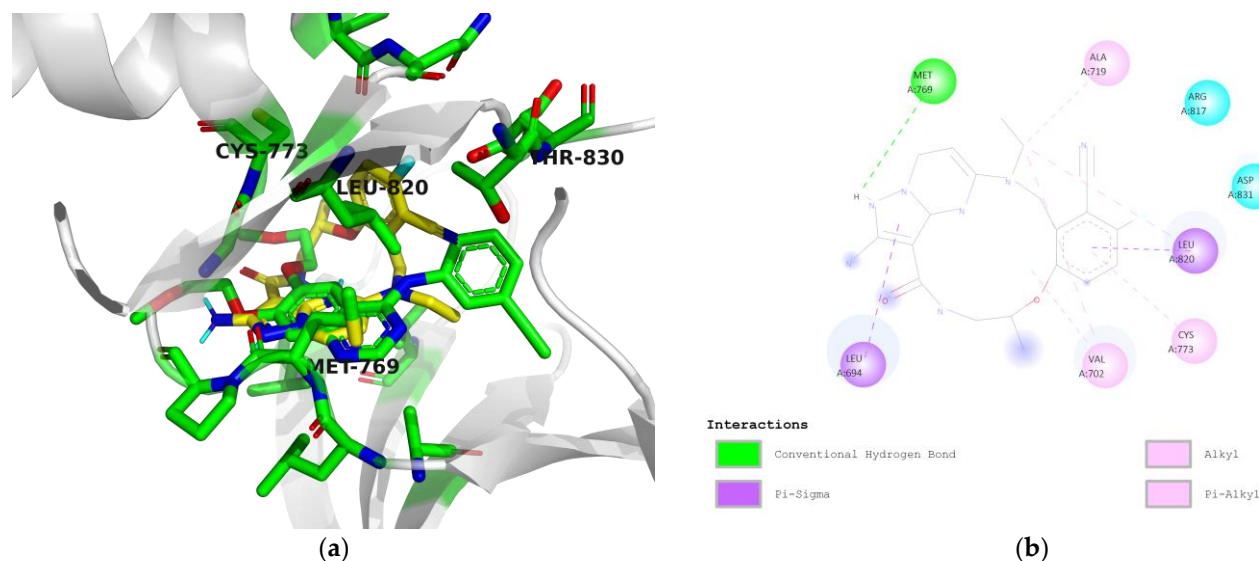 CYS-773
THR-830
LEU-820
MET-769
MET
A:769
ALA
A:719
ARG
A:817
ASP
A:831
LEU
A:820
CYS
A:773
VAL
A:702
LEU
A:694
H
N
N
N
N
N
N
N
N
O
O
Interactions
Conventional Hydrogen Bond
Pi-Sigma
Alkyl
Pi-Alkyl
(a)
(b)